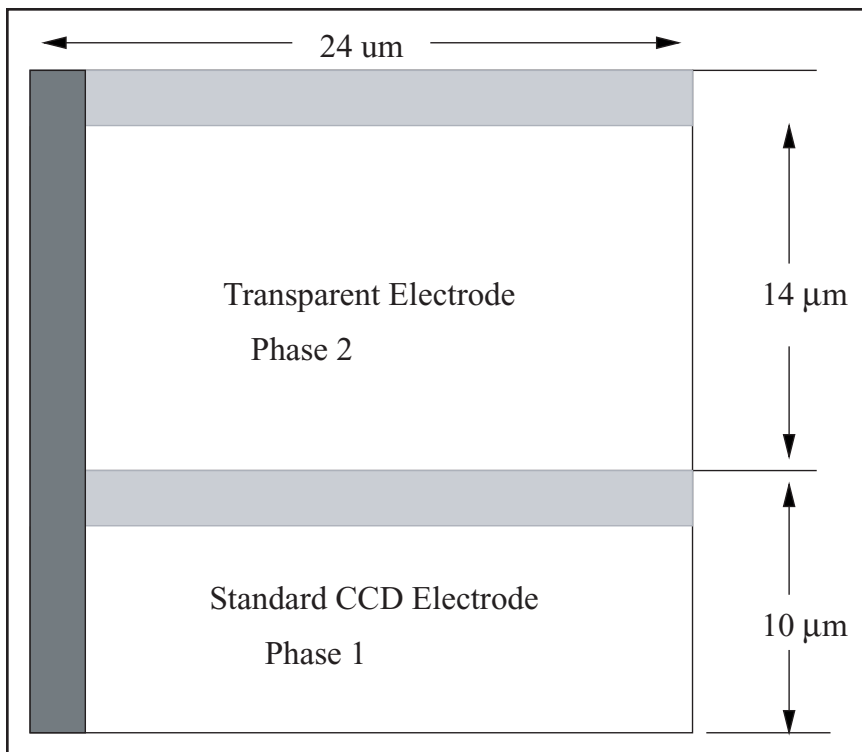 24 um
Transparent Electrode
Phase 2
14 μm
Standard CCD Electrode
Phase 1
10 μm